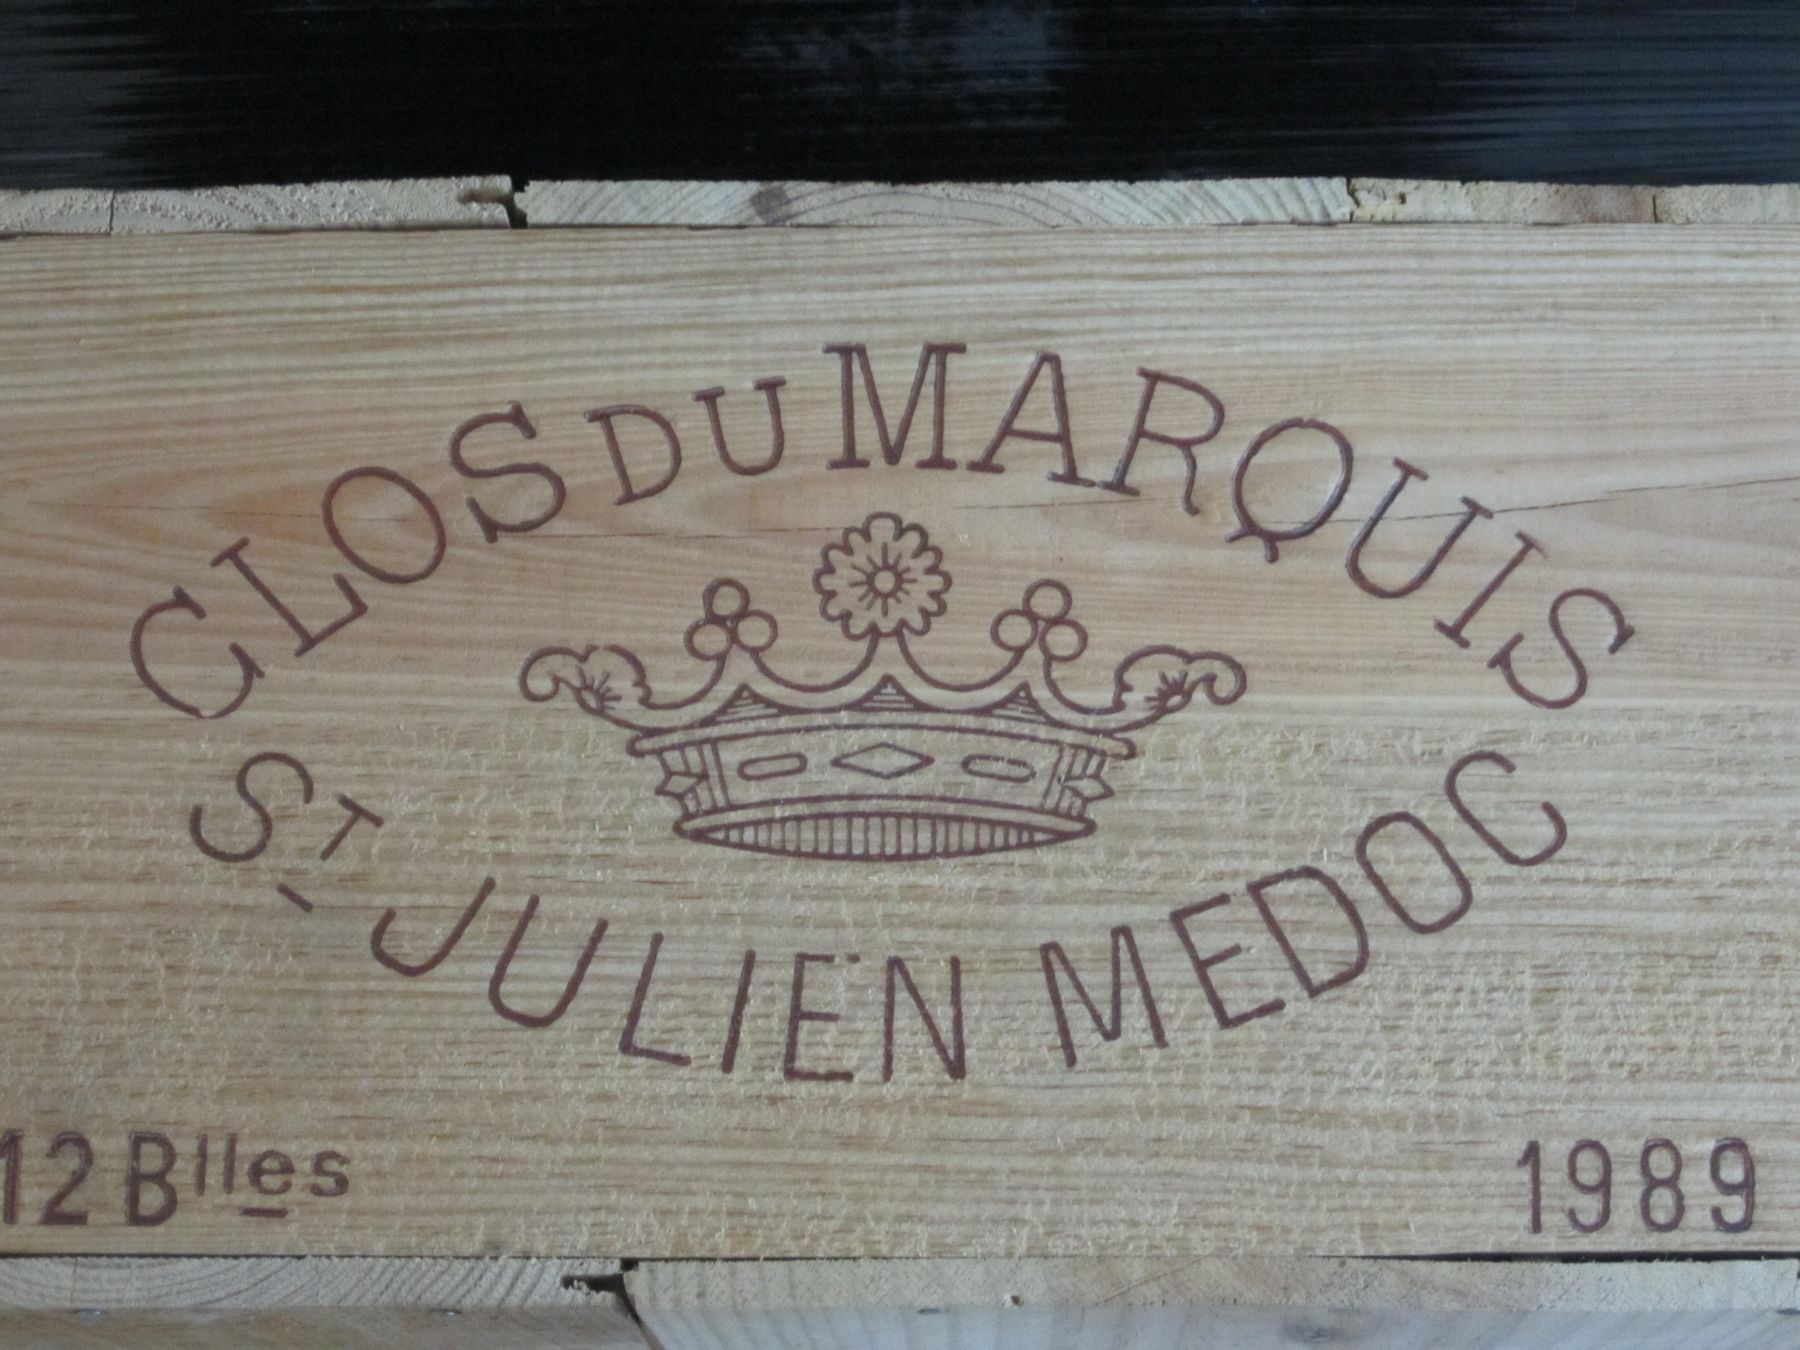 CLOS DU MARQUIS
ST JULIEN MEDOC
12 Blles
1989